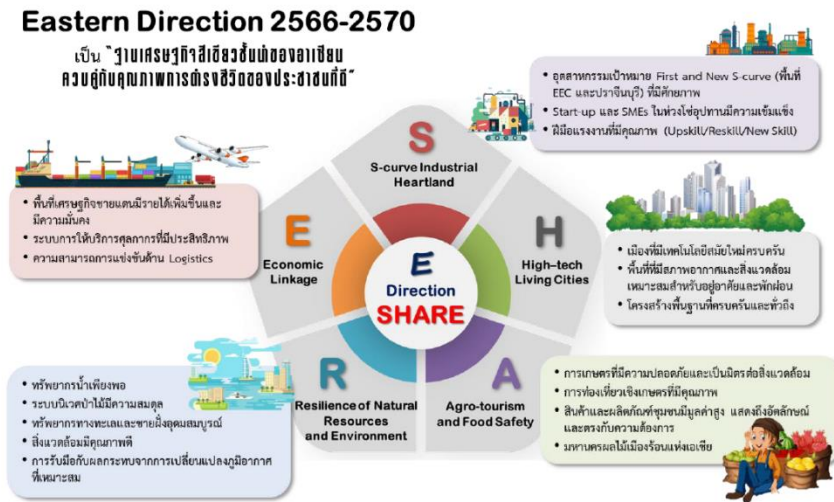 Eastern Direction 2566-2570
เป็น “ฐานเศรษฐกิจสีเขียวชั้นนำของอาเซียน
ควบคู่กับคุณภาพการดำรงชีวิตของประชาชนที่ดี”
• อุตสาหกรรมเป้าหมาย First and New S-curve (พื้นที่
EEC และปราจีนบุรี) ที่มีศักยภาพ
• Start-up และ SMEs ในห่วงโซ่อุปทานมีความเข้มแข็ง
• ฝีมือแรงงานที่มีคุณภาพ (Upskill/Reskill/New Skill)
S
S-curve Industrial
Heartland
• พื้นที่เศรษฐกิจชายแดนมีรายได้เพิ่มขึ้นและ
มีความมั่นคง
• ระบบการให้บริการศุลกากรที่มีประสิทธิภาพ
• ความสามารถการแข่งขันด้าน Logistics
E
Economic
Linkage
H
High-tech
Living Cities
• เมืองที่มีเทคโนโลยีสมัยใหม่ครบครัน
• พื้นที่ที่มีสภาพอากาศและสิ่งแวดล้อม
เหมาะสมสำหรับอยู่อาศัยและพักผ่อน
• โครงสร้างพื้นฐานที่ครบครันและทั่วถึง
E
Direction
SHARE
• ทรัพยากรน้ำเพียงพอ
• ระบบนิเวศป่าไม้มีความสมดุล
• ทรัพยากรทางทะเลและชายฝั่งอุดมสมบูรณ์
• สิ่งแวดล้อมมีคุณภาพดี
• การรับมือกับผลกระทบจากการเปลี่ยนแปลงภูมิอากาศ
ที่เหมาะสม
R
Resilience of Natural
Resources
and Environment
A
Agro-tourism
and Food Safety
• การเกษตรที่มีความปลอดภัยและเป็นมิตรต่อสิ่งแวดล้อม
• การท่องเที่ยวเชิงเกษตรที่มีคุณภาพ
• สินค้าและผลิตภัณฑ์ชุมชนมีมูลค่าสูง แสดงถึงอัตลักษณ์
และตรงกับความต้องการ
• มหานครผลไม้เมืองร้อนแห่งเอเชีย